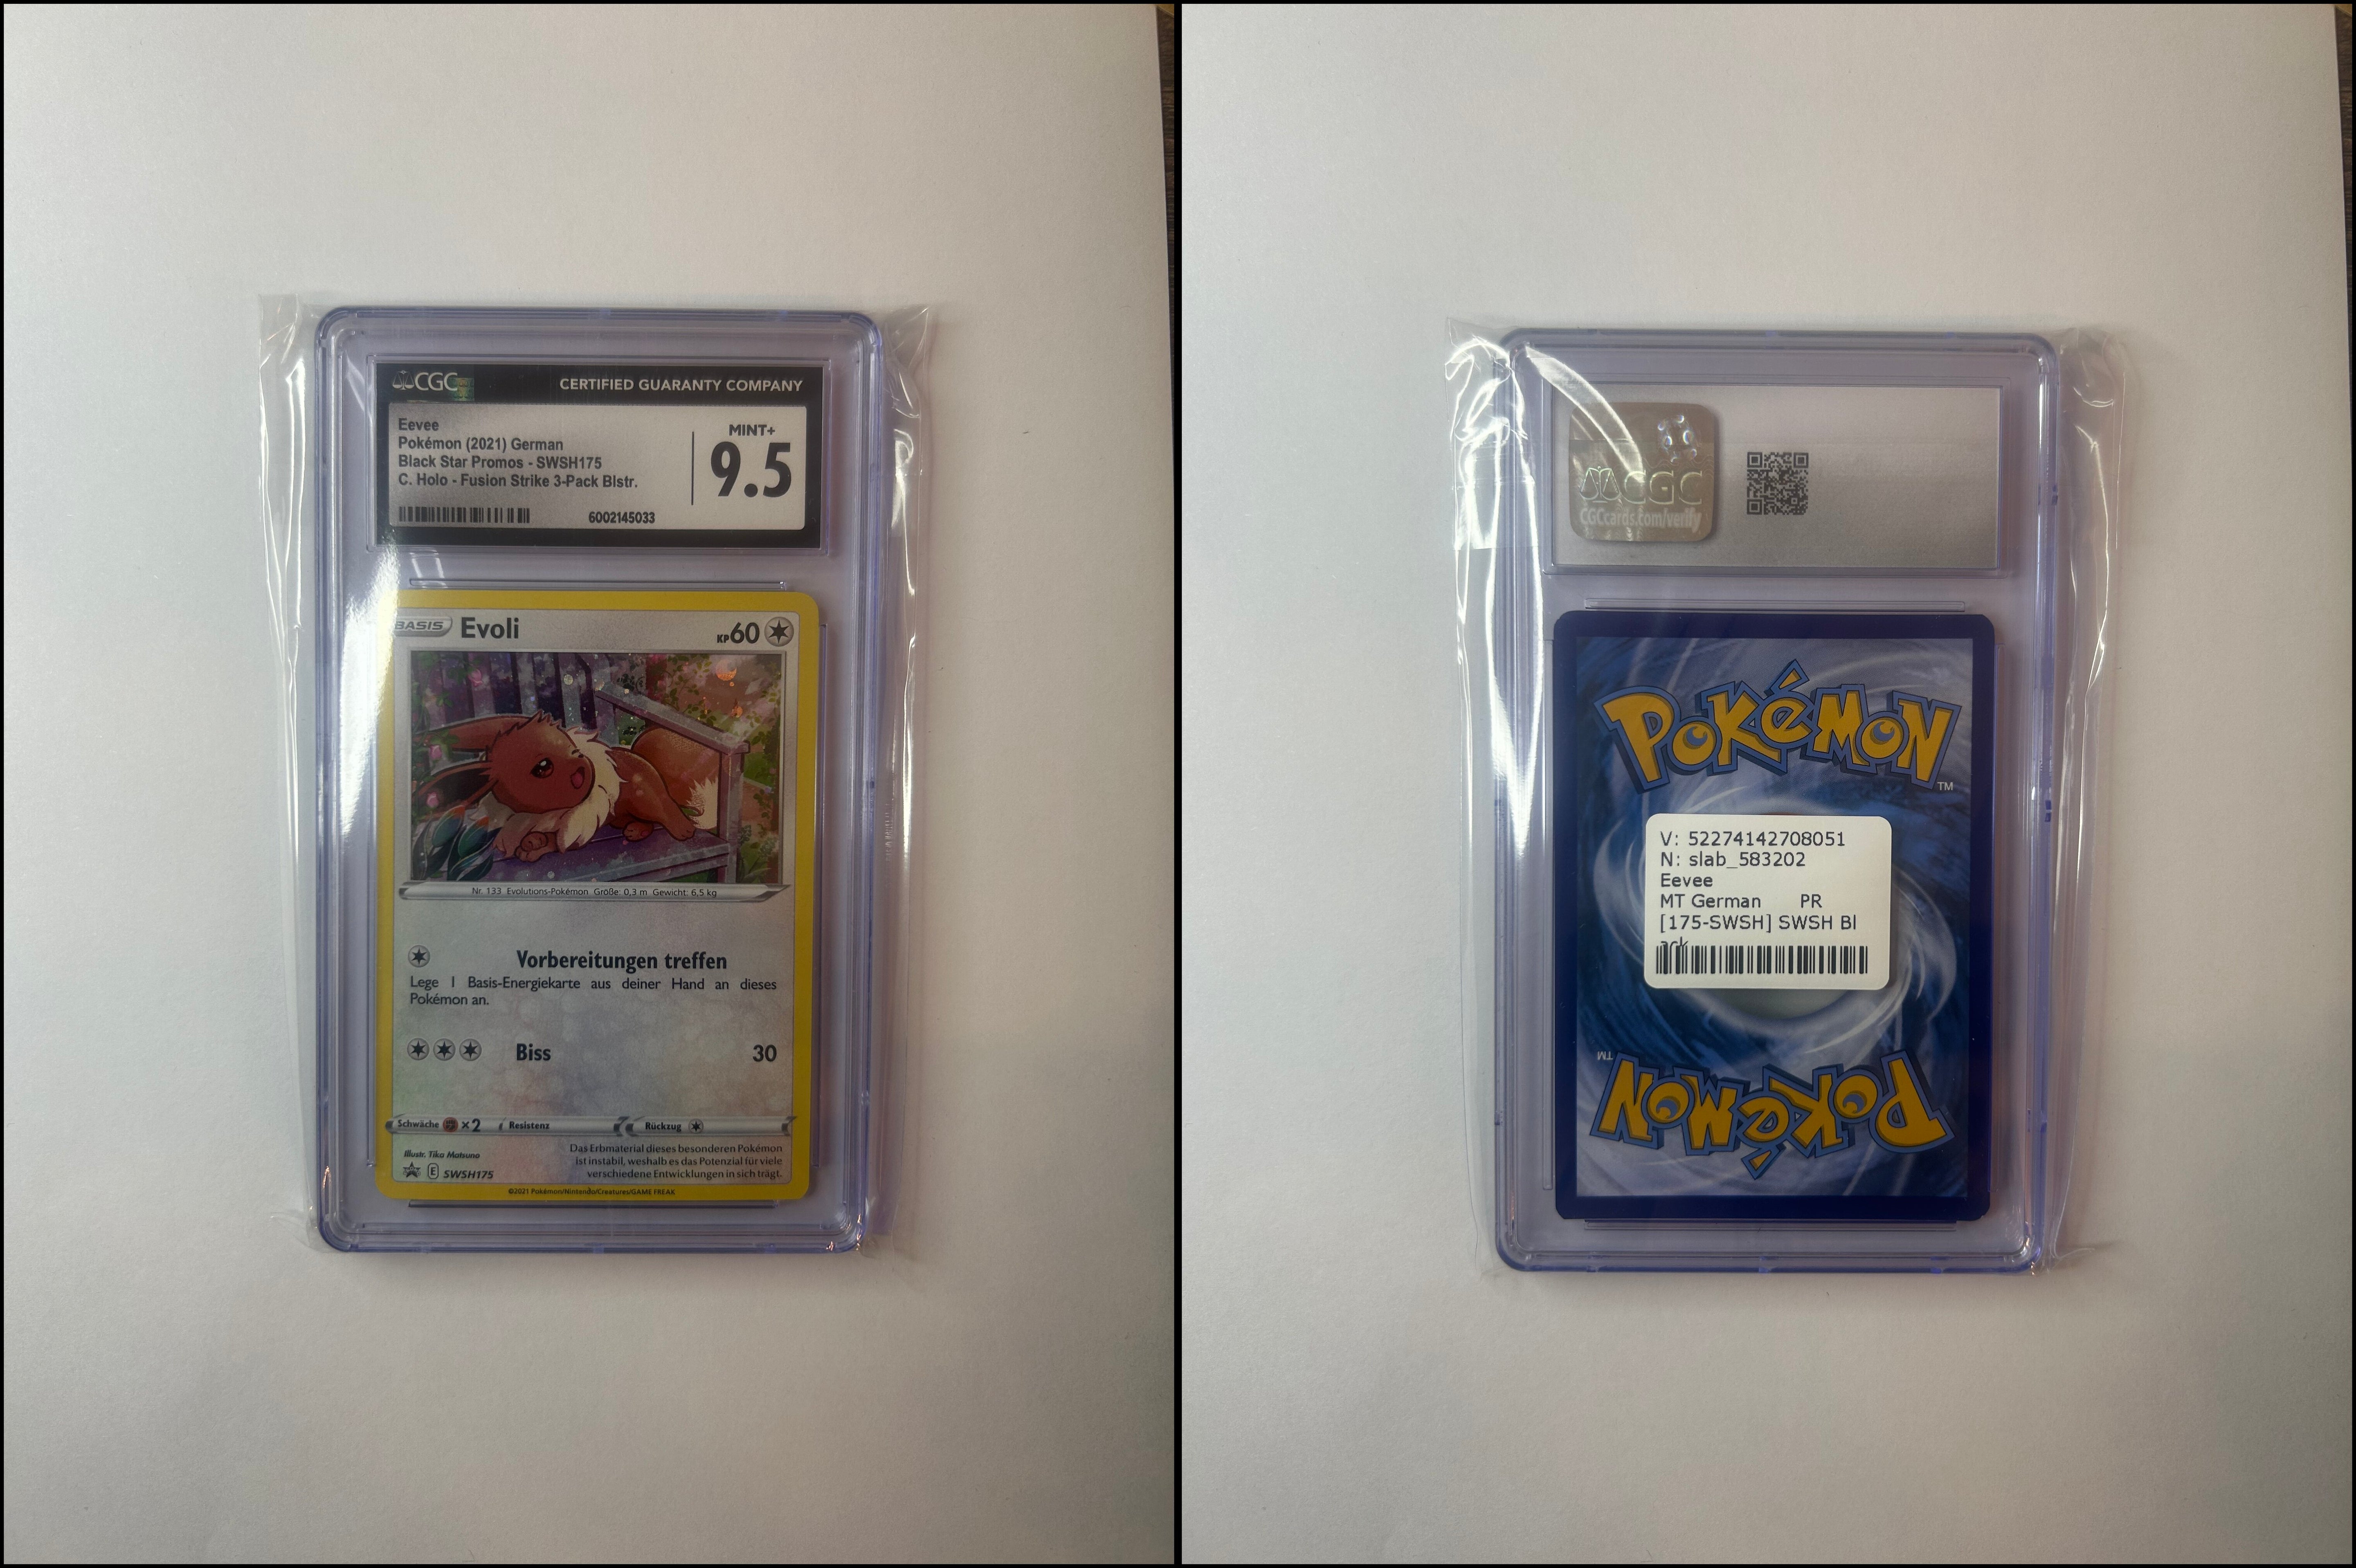 CGC
CERTIFIED GUARANTY COMPANY
Eevee
Pokémon (2021) German
Black Star Promos - SWSH175
C. Holo - Fusion Strike 3-Pack Blstr.
6002145033
MINT+
9.5
BASIS Evoli KP 60
Nr. 133 Evolutions-Pokémon Größe: 0,3 m Gewicht: 6,5 kg
Vorbereitungen treffen
Lege 1 Basis-Energiekarte aus deiner Hand an dieses
Pokémon an.
Biss 30
Schwäche ×2 Resistenz Rückzug
Illustr. Tika Matsuno
E SWSH175
Das Erbmaterial dieses besonderen Pokémon
ist instabil, weshalb es das Potenzial für viele
verschiedene Entwicklungen in sich trägt.
©2021 Pokémon/Nintendo/Creatures/GAME FREAK
CGC
CGCcards.com/verify
POKéMON
TM
V: 52274142708051
N: slab_583202
Eevee
MT German PR
[175-SWSH] SWSH Bl
ack
TM
POKéMON